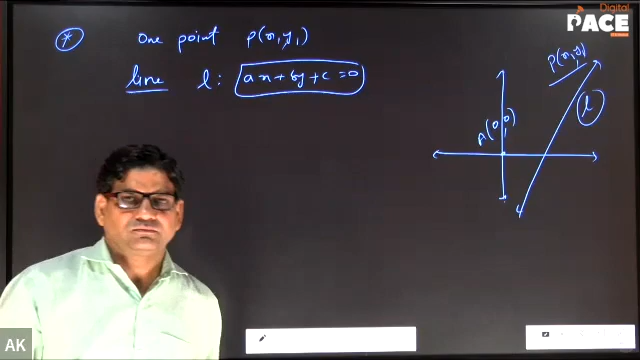 Digital
PACE
* One point P(x₁,y₁)
line l: ax+by+c=0
P(x₁,y₁)
l
A(0,0)
AK